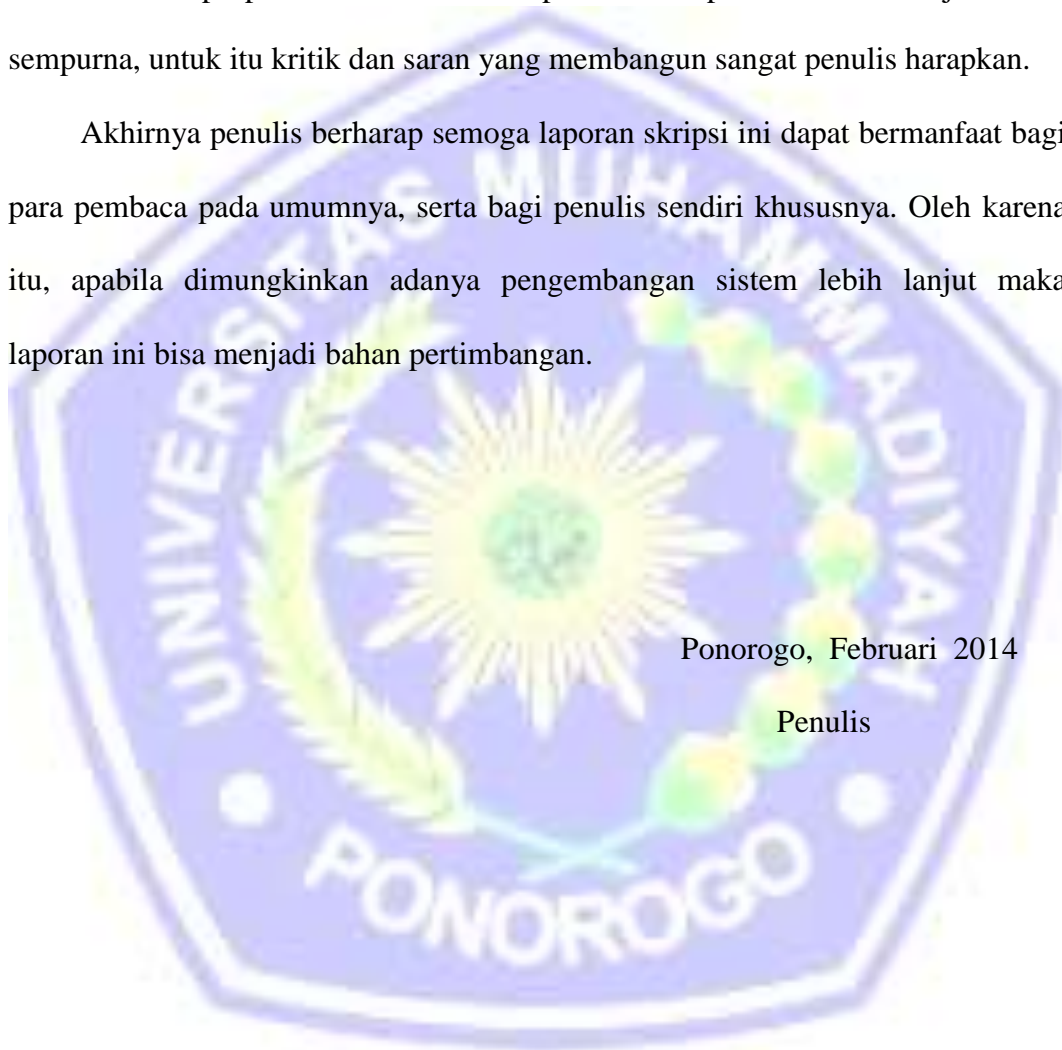 sempurna, untuk itu kritik dan saran yang membangun sangat penulis harapkan.
Akhirnya penulis berharap semoga laporan skripsi ini dapat bermanfaat bagi
para pembaca pada umumnya, serta bagi penulis sendiri khususnya. Oleh karena
itu, apabila dimungkinkan adanya pengembangan sistem lebih lanjut maka
laporan ini bisa menjadi bahan pertimbangan.
UNIVERSITAS MUHAMMADIYAH
Ponorogo, Februari 2014
Penulis
PONOROGO